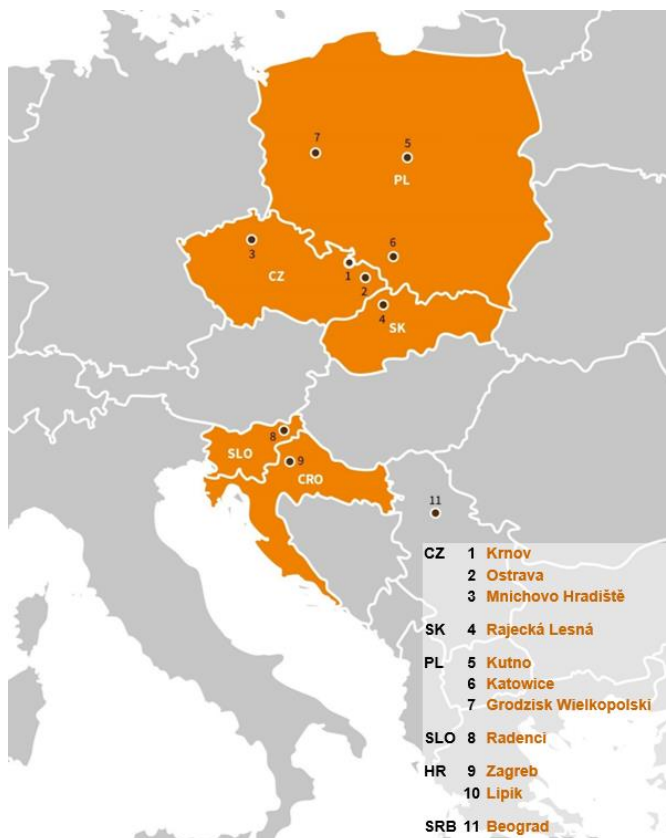 7
5
PL
6
3
CZ
1
2
4
SK
8
SLO
9
CRO
11
CZ 1 Krnov
2 Ostrava
3 Mnichovo Hradiště
SK 4 Rajecká Lesná
PL 5 Kutno
6 Katowice
7 Grodzisk Wielkopolski
SLO 8 Radenci
HR 9 Zagreb
10 Lipik
SRB 11 Beograd